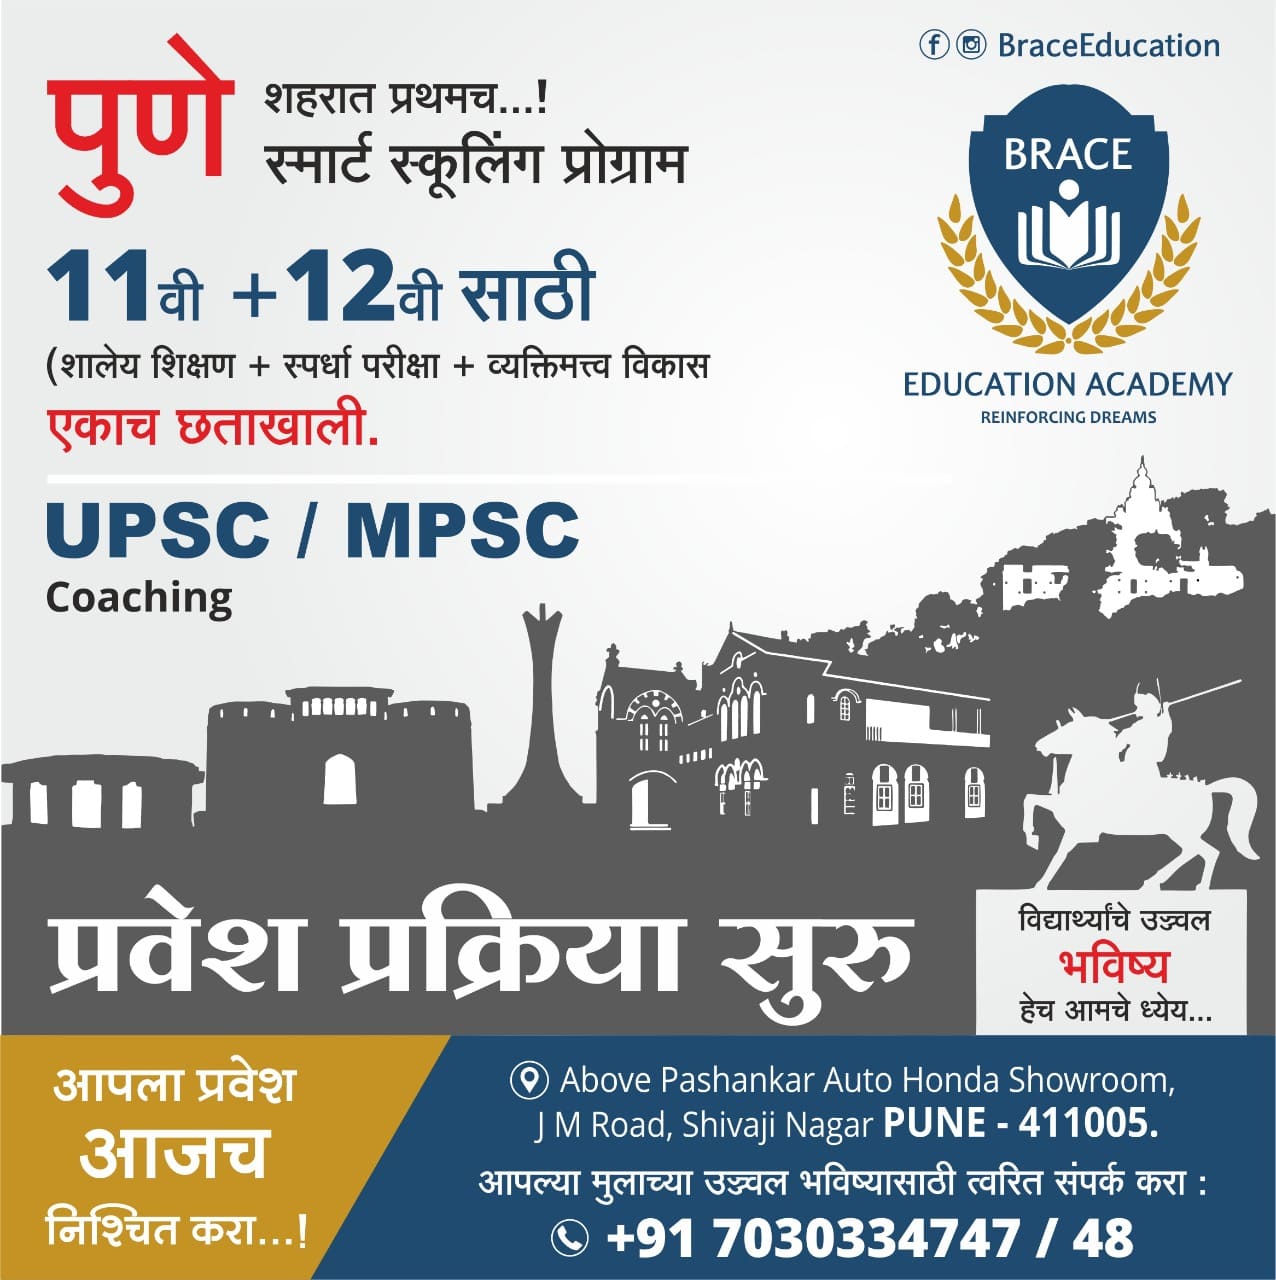 BraceEducation
पुणे
शहरात प्रथमच...!
स्मार्ट स्कूलिंग प्रोग्राम
BRACE
EDUCATION ACADEMY
REINFORCING DREAMS
11वी + 12वी साठी
(शालेय शिक्षण + स्पर्धा परीक्षा + व्यक्तिमत्त्व विकास
एकाच छताखाली.
UPSC / MPSC
Coaching
प्रवेश प्रक्रिया सुरु
विद्यार्थ्यांचे उज्ज्वल
भविष्य
हेच आमचे ध्येय...
आपला प्रवेश
आजच
निश्चित करा...!
Above Pashankar Auto Honda Showroom,
J M Road, Shivaji Nagar PUNE - 411005.
आपल्या मुलाच्या उज्ज्वल भविष्यासाठी त्वरित संपर्क करा :
+91 7030334747 / 48